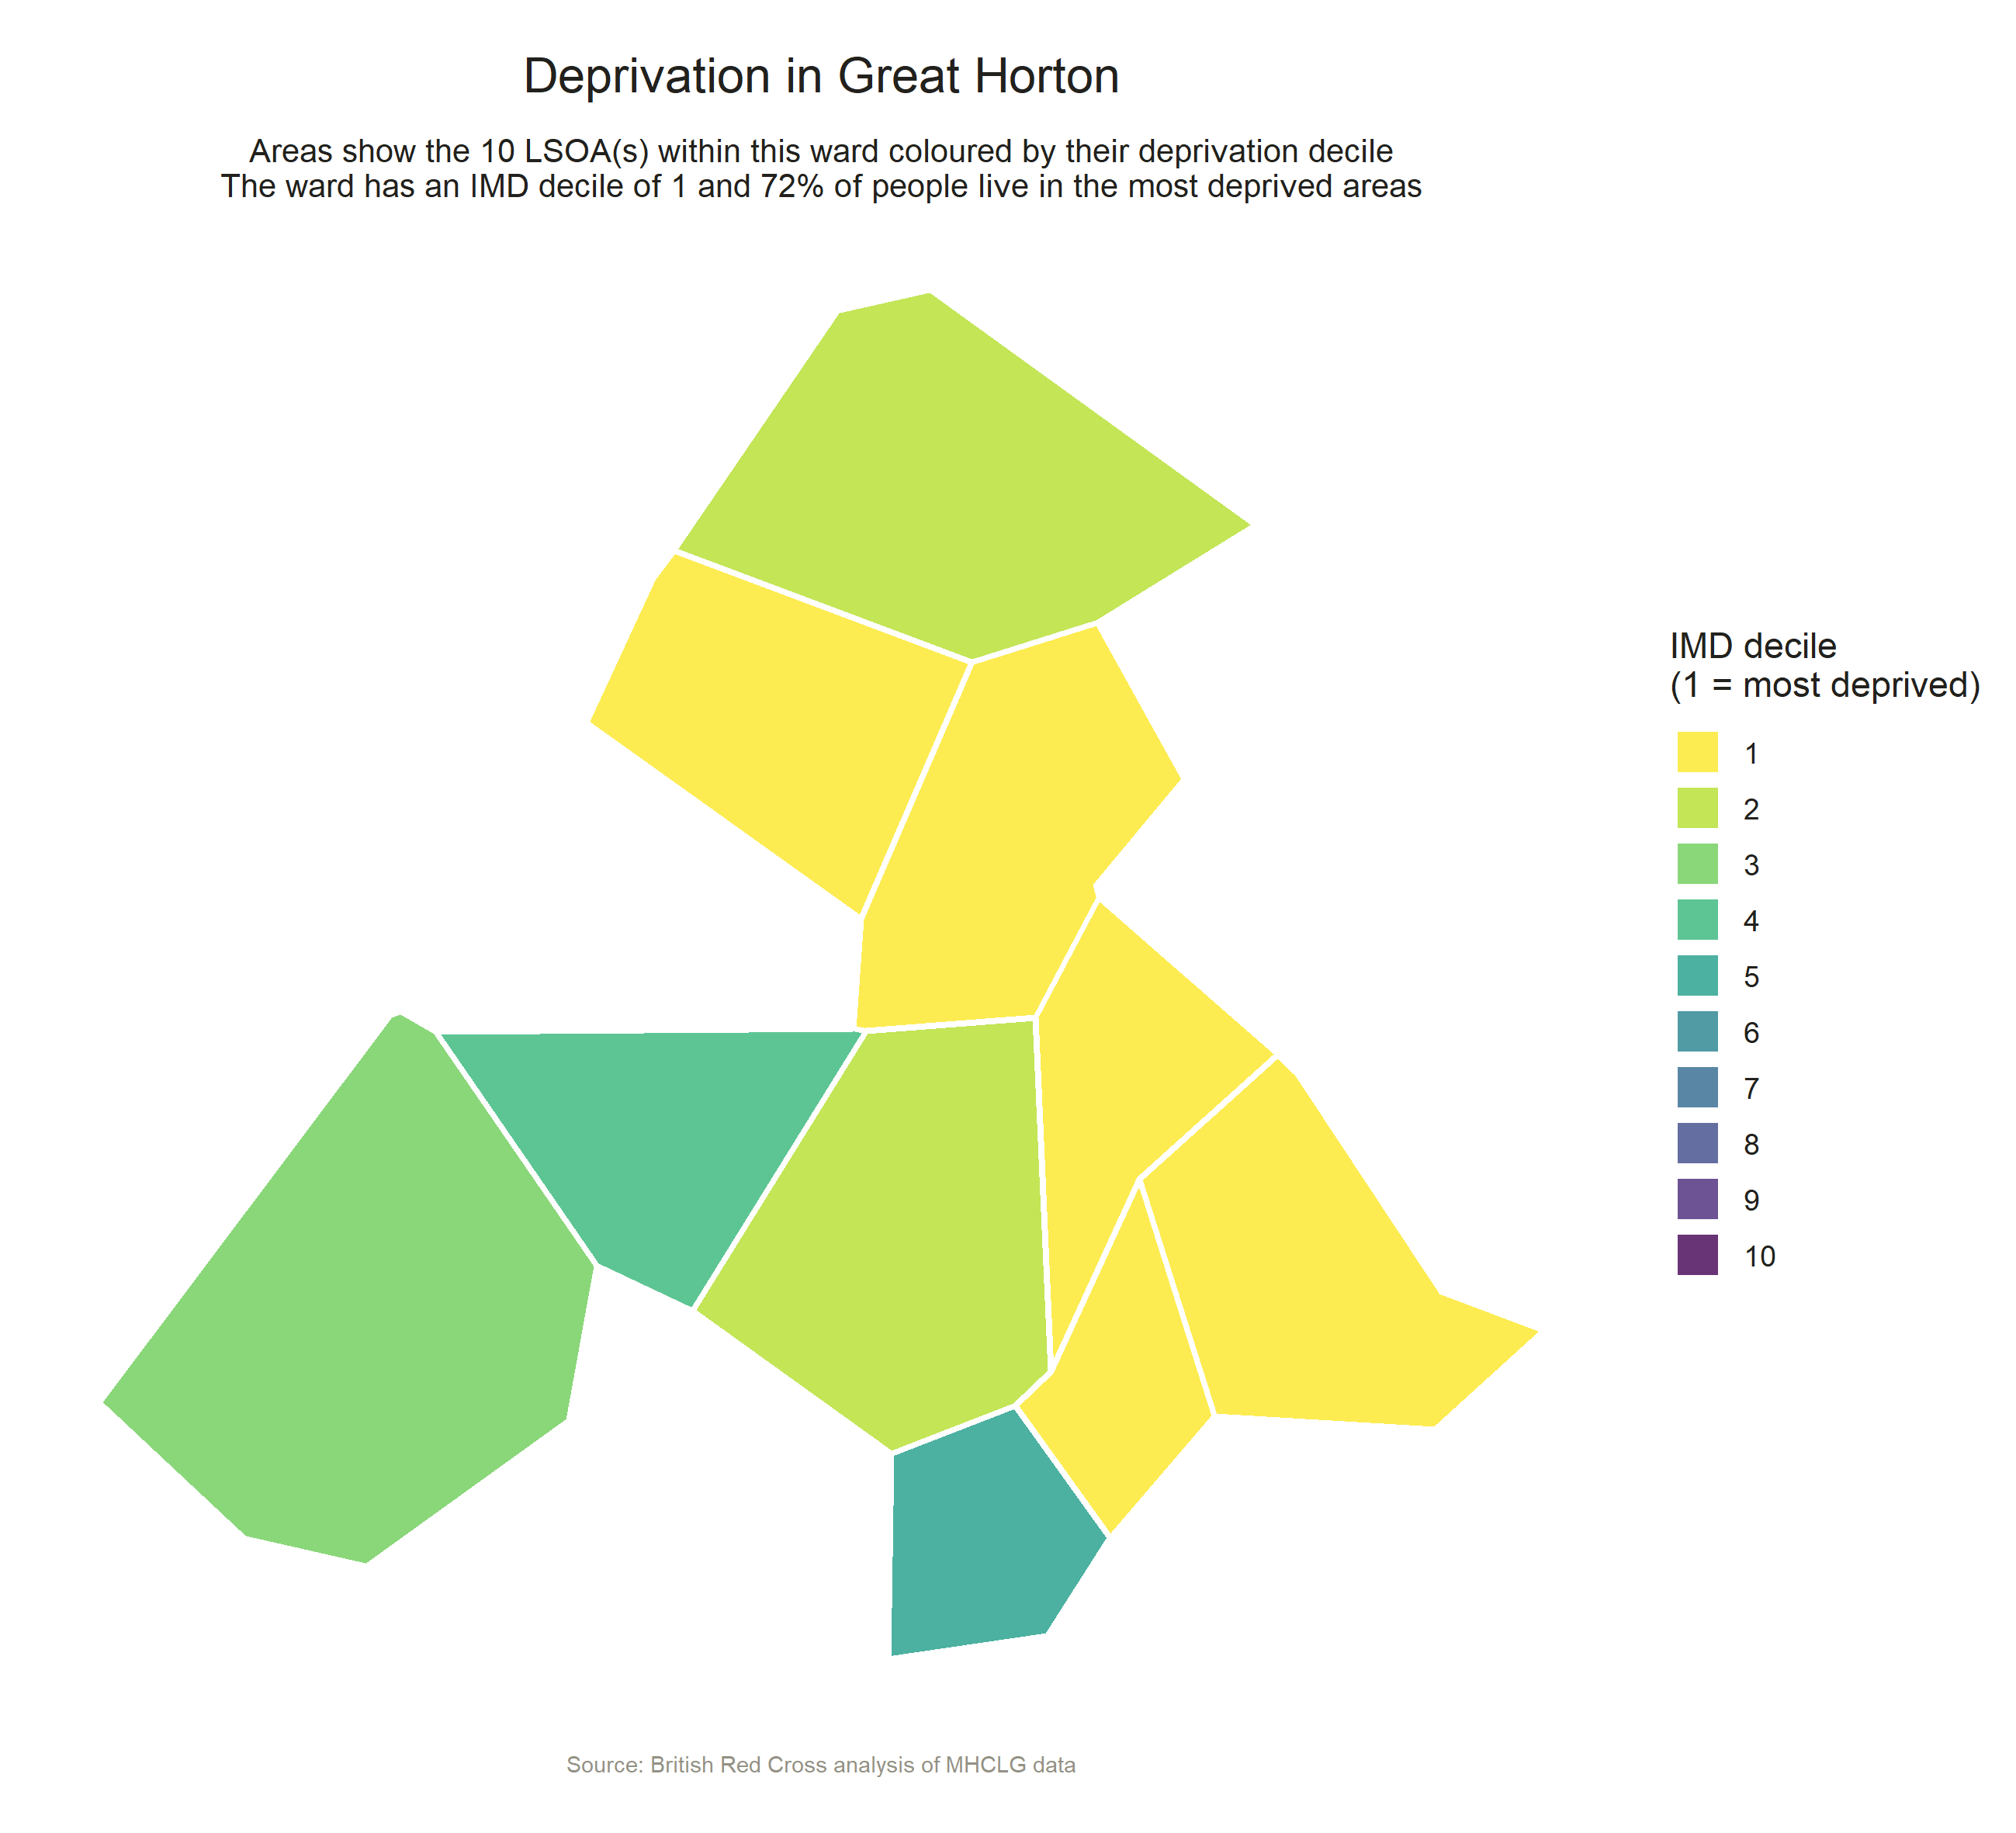 Deprivation in Great Horton
Areas show the 10 LSOA(s) within this ward coloured by their deprivation decile
The ward has an IMD decile of 1 and 72% of people live in the most deprived areas
IMD decile
(1 = most deprived)
1
2
3
4
5
6
7
8
9
10
Source: British Red Cross analysis of MHCLG data